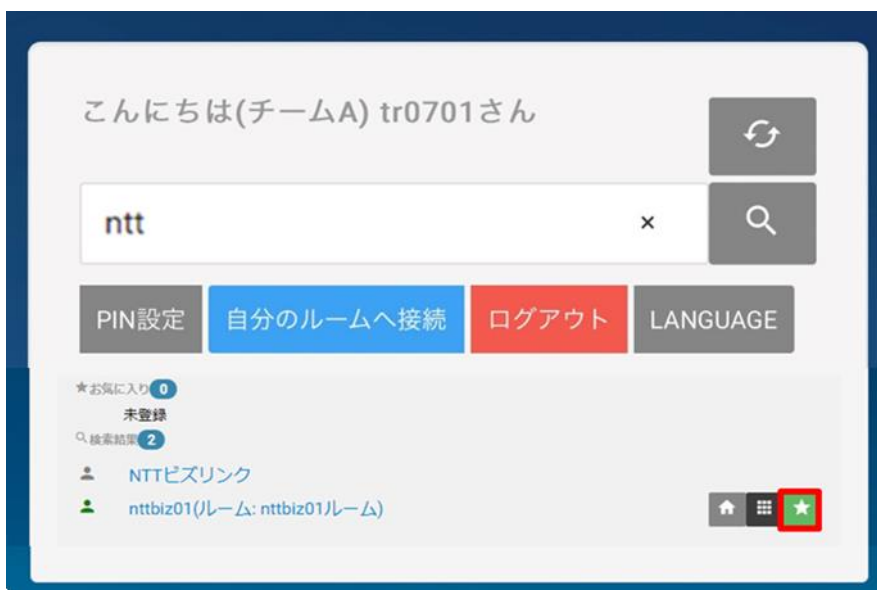 こんにちは(チームA) tr0701さん
ntt ×
PIN設定 自分のルームへ接続 ログアウト LANGUAGE
★お気に入り 0
未登録
検索結果 2
NTTビズリンク
nttbiz01(ルーム: nttbiz01ルーム)